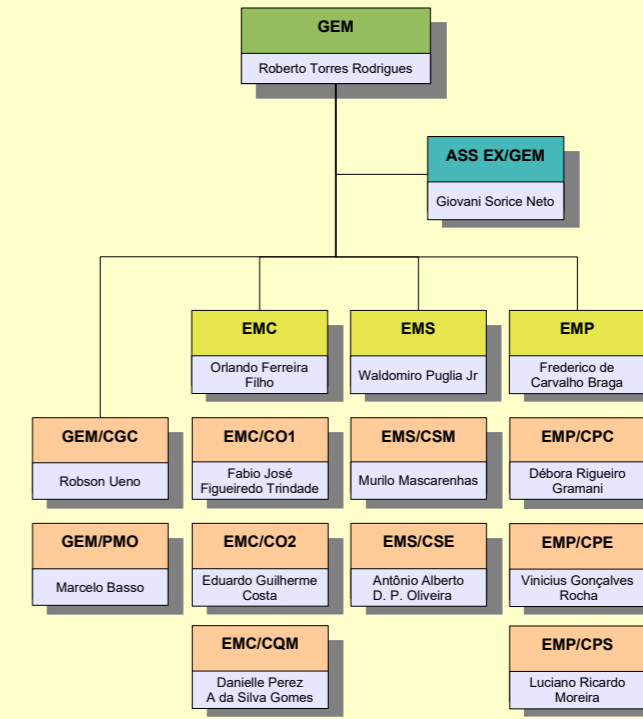 GEM
Roberto Torres Rodrigues
ASS EX/GEM
Giovani Sorice Neto
EMC
Orlando Ferreira
Filho
EMS
Waldomiro Puglia Jr
EMP
Frederico de
Carvalho Braga
GEM/CGC
Robson Ueno
EMC/CO1
Fabio José
Figueiredo Trindade
EMS/CSM
Murilo Mascarenhas
EMP/CPC
Débora Rigueiro
Gramani
GEM/PMO
Marcelo Basso
EMC/CO2
Eduardo Guilherme
Costa
EMS/CSE
Antônio Alberto
D. P. Oliveira
EMP/CPE
Vinicius Gonçalves
Rocha
EMC/CQM
Danielle Perez
A da Silva Gomes
EMP/CPS
Luciano Ricardo
Moreira